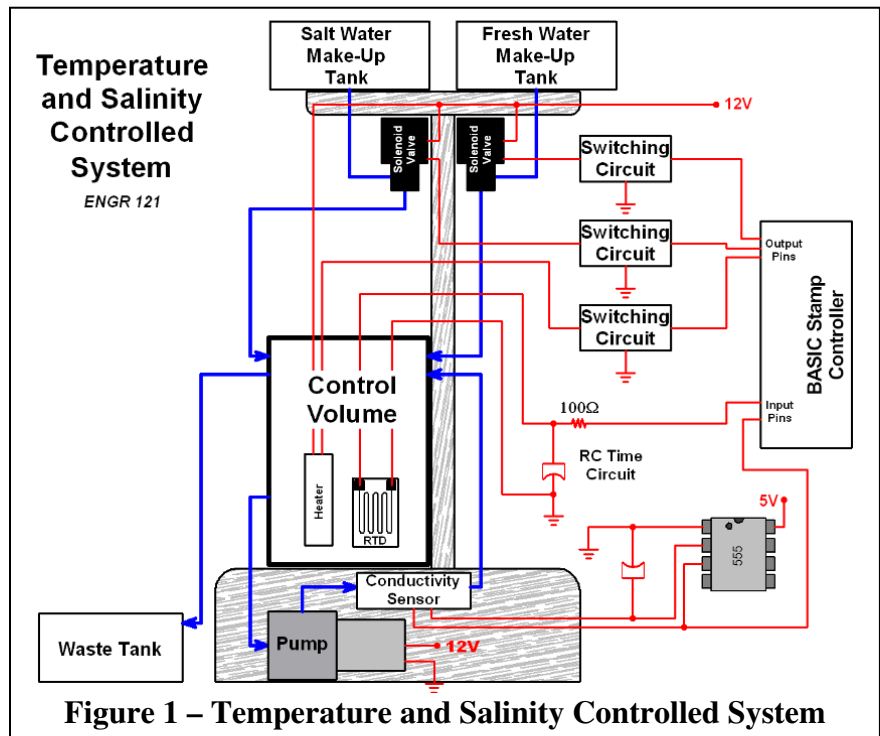 Temperature
and Salinity
Controlled
System
ENGR 121
Salt Water
Make-Up
Tank
Fresh Water
Make-Up
Tank
12V
Solenoid
Valve
Solenoid
Valve
Switching
Circuit
Switching
Circuit
Switching
Circuit
Output
Pins
BASIC Stamp
Controller
Input
Pins
Control
Volume
100Ω
RC Time
Circuit
Heater
RTD
5V
555
Conductivity
Sensor
Waste Tank
Pump
12V
Figure 1 – Temperature and Salinity Controlled System